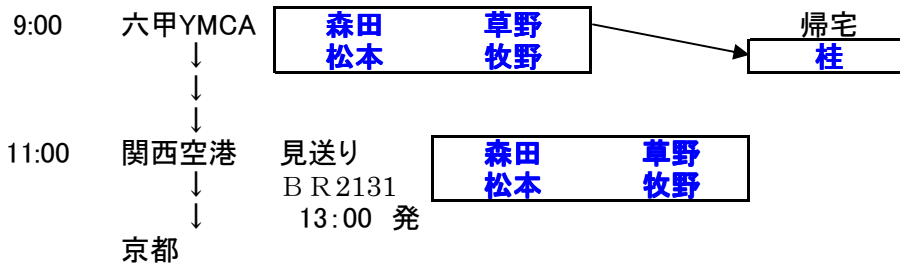 9:00 六甲YMCA 森田 草野 帰宅
↓ 松本 牧野 桂
↓
↓
11:00 関西空港 見送り 森田 草野
↓ BR2131 松本 牧野
↓ 13:00 発
京都